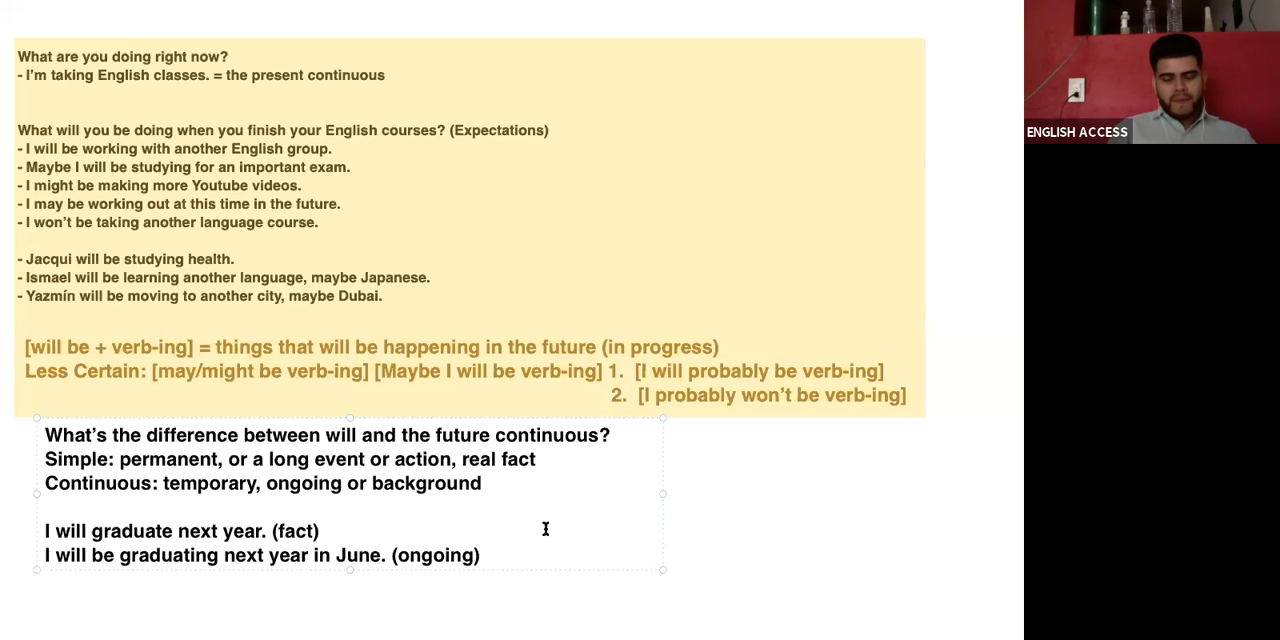 What are you doing right now?
- I'm taking English classes. = the present continuous
What will you be doing when you finish your English courses? (Expectations)
- I will be working with another English group.
- Maybe I will be studying for an important exam.
- I might be making more Youtube videos.
- I may be working out at this time in the future.
- I won't be taking another language course.
- Jacqui will be studying health.
- Ismael will be learning another language, maybe Japanese.
- Yazmín will be moving to another city, maybe Dubai.
[will be + verb-ing] = things that will be happening in the future (in progress)
Less Certain: [may/might be verb-ing] [Maybe I will be verb-ing] 1. [I will probably be verb-ing]
2. [I probably won't be verb-ing]
What's the difference between will and the future continuous?
Simple: permanent, or a long event or action, real fact
Continuous: temporary, ongoing or background
I will graduate next year. (fact)
I will be graduating next year in June. (ongoing)
ENGLISH ACCESS